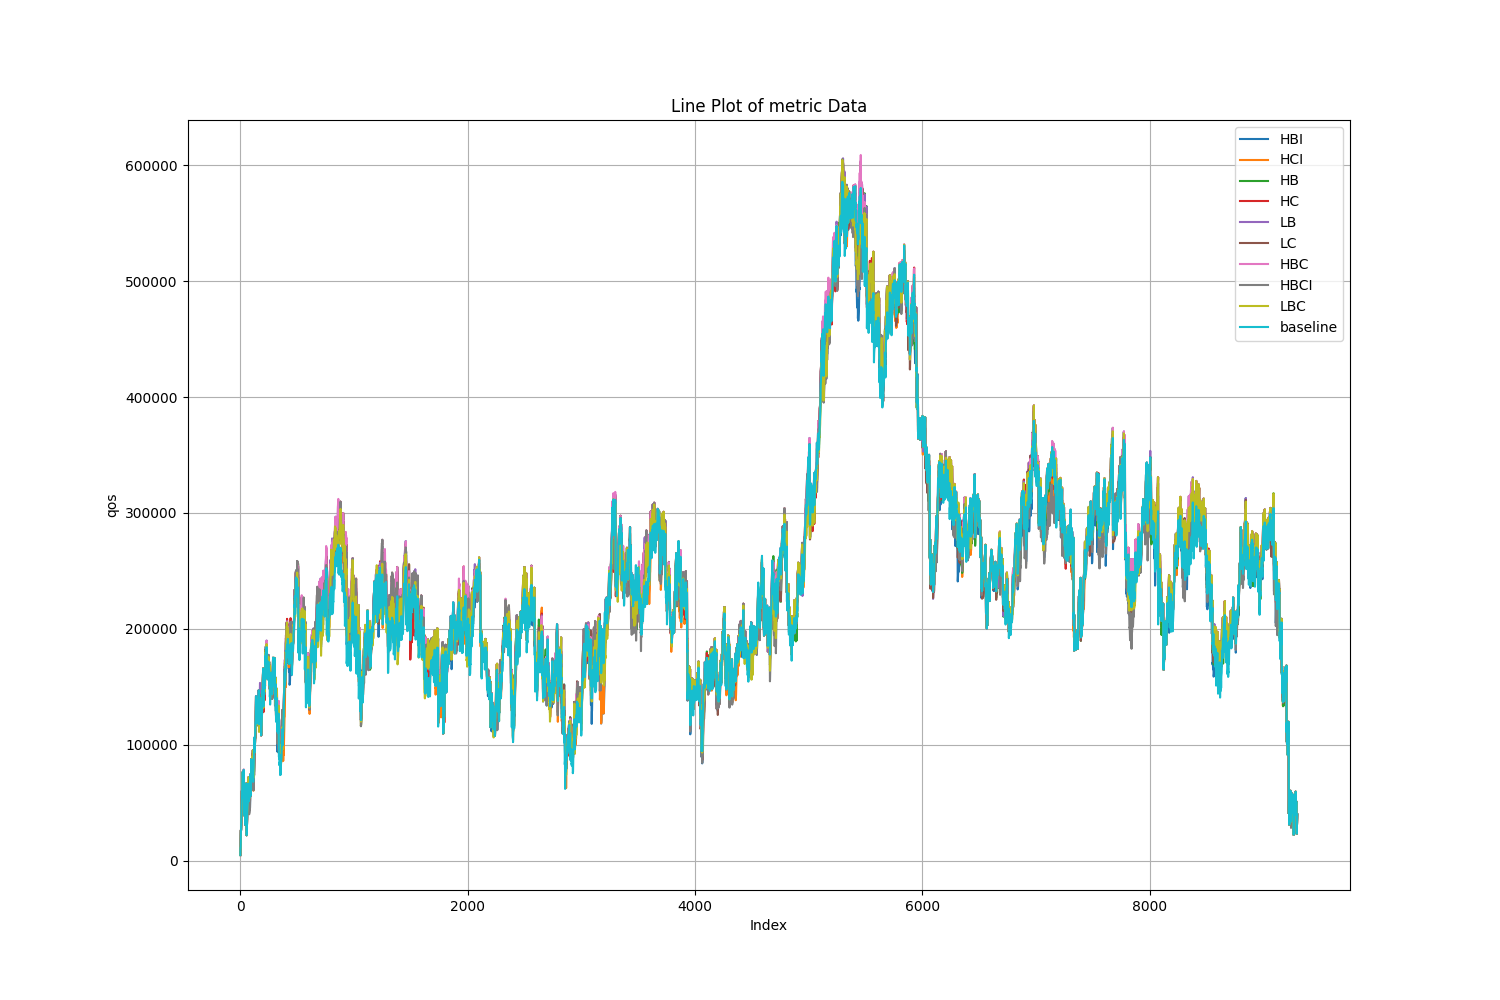 Line Plot of metric Data
HBI
HCI
HB
HC
LB
LC
HBC
HBCI
LBC
baseline
600000
500000
400000
300000
200000
100000
0
qos
0 2000 4000 6000 8000
Index